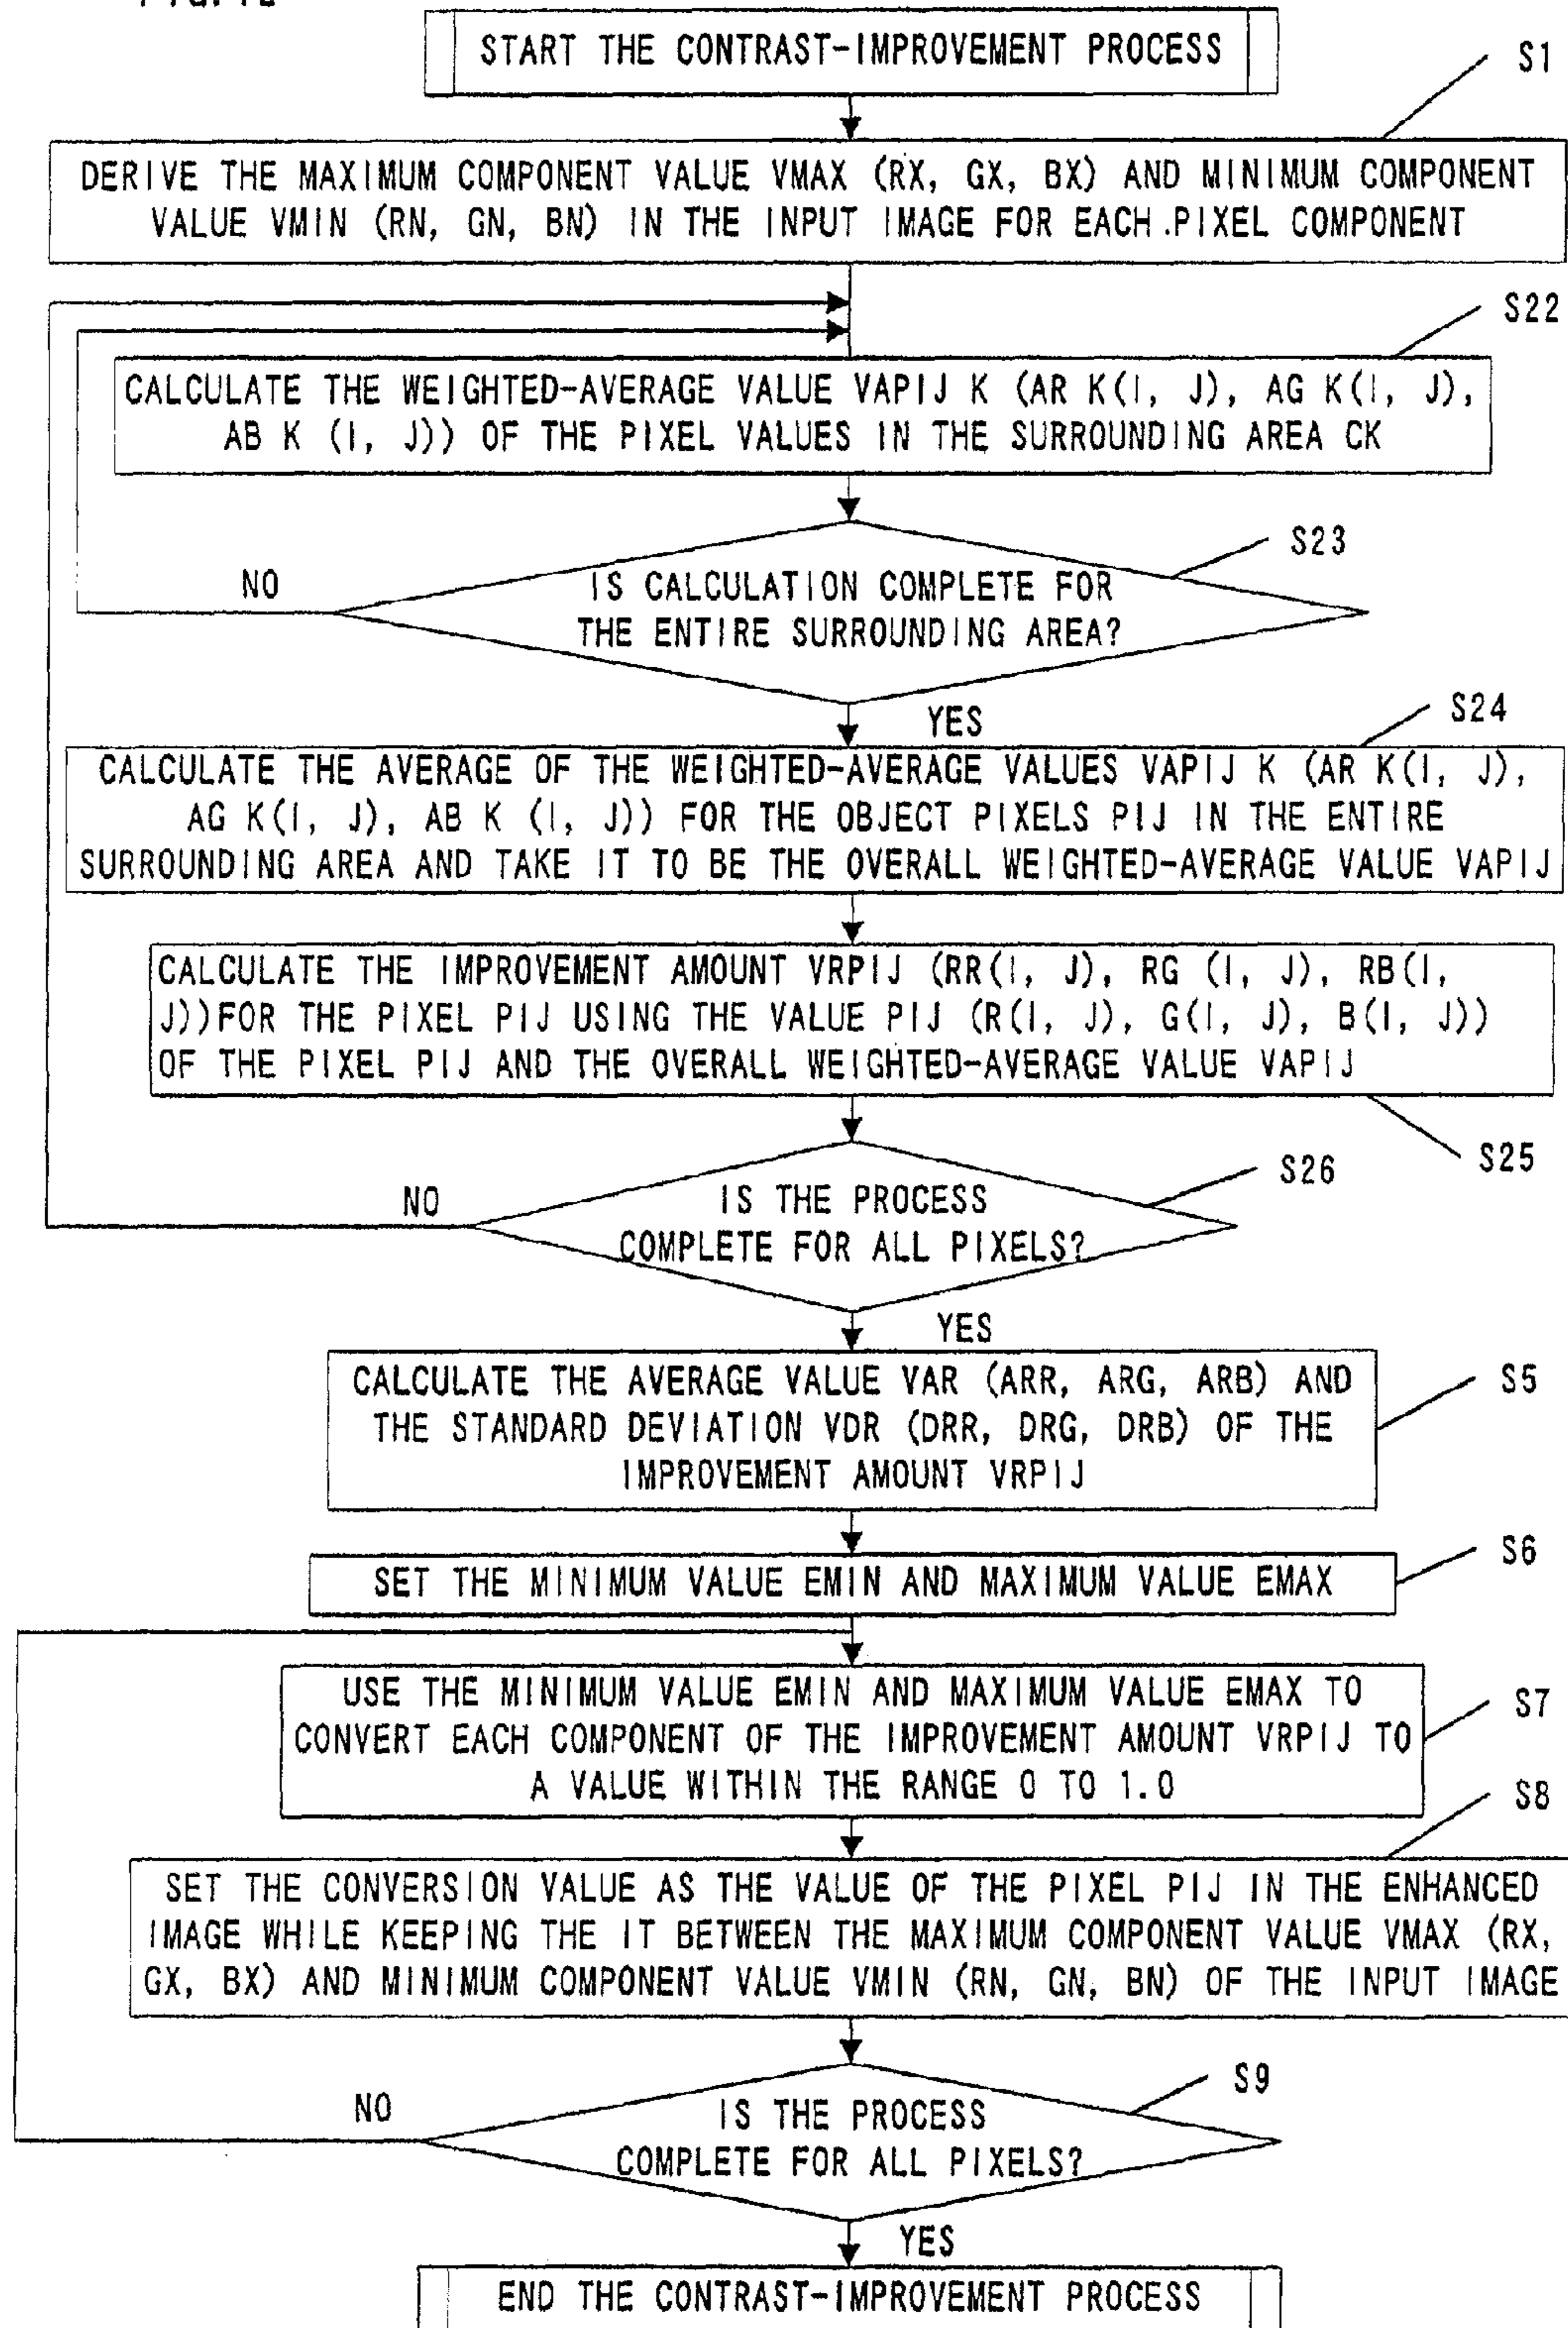 START THE CONTRAST-IMPROVEMENT PROCESS
S1
DERIVE THE MAXIMUM COMPONENT VALUE VMAX (RX, GX, BX) AND MINIMUM COMPONENT
VALUE VMIN (RN, GN, BN) IN THE INPUT IMAGE FOR EACH PIXEL COMPONENT
S22
CALCULATE THE WEIGHTED-AVERAGE VALUE VAPIJ K (AR K(I, J), AG K(I, J),
AB K (I, J)) OF THE PIXEL VALUES IN THE SURROUNDING AREA CK
S23
NO
IS CALCULATION COMPLETE FOR
THE ENTIRE SURROUNDING AREA?
YES
S24
CALCULATE THE AVERAGE OF THE WEIGHTED-AVERAGE VALUES VAPIJ K (AR K(I, J),
AG K(I, J), AB K (I, J)) FOR THE OBJECT PIXELS PIJ IN THE ENTIRE
SURROUNDING AREA AND TAKE IT TO BE THE OVERALL WEIGHTED-AVERAGE VALUE VAPIJ
CALCULATE THE IMPROVEMENT AMOUNT VRPIJ (RR(I, J), RG (I, J), RB(I,
J))FOR THE PIXEL PIJ USING THE VALUE PIJ (R(I, J), G(I, J), B(I, J))
OF THE PIXEL PIJ AND THE OVERALL WEIGHTED-AVERAGE VALUE VAPIJ
S25
S26
NO
IS THE PROCESS
COMPLETE FOR ALL PIXELS?
YES
CALCULATE THE AVERAGE VALUE VAR (ARR, ARG, ARB) AND
THE STANDARD DEVIATION VDR (DRR, DRG, DRB) OF THE
IMPROVEMENT AMOUNT VRPIJ
S5
S6
SET THE MINIMUM VALUE EMIN AND MAXIMUM VALUE EMAX
USE THE MINIMUM VALUE EMIN AND MAXIMUM VALUE EMAX TO
CONVERT EACH COMPONENT OF THE IMPROVEMENT AMOUNT VRPIJ TO
A VALUE WITHIN THE RANGE 0 TO 1.0
S7
S8
SET THE CONVERSION VALUE AS THE VALUE OF THE PIXEL PIJ IN THE ENHANCED
IMAGE WHILE KEEPING THE IT BETWEEN THE MAXIMUM COMPONENT VALUE VMAX (RX,
GX, BX) AND MINIMUM COMPONENT VALUE VMIN (RN, GN, BN) OF THE INPUT IMAGE
S9
NO
IS THE PROCESS
COMPLETE FOR ALL PIXELS?
YES
END THE CONTRAST-IMPROVEMENT PROCESS